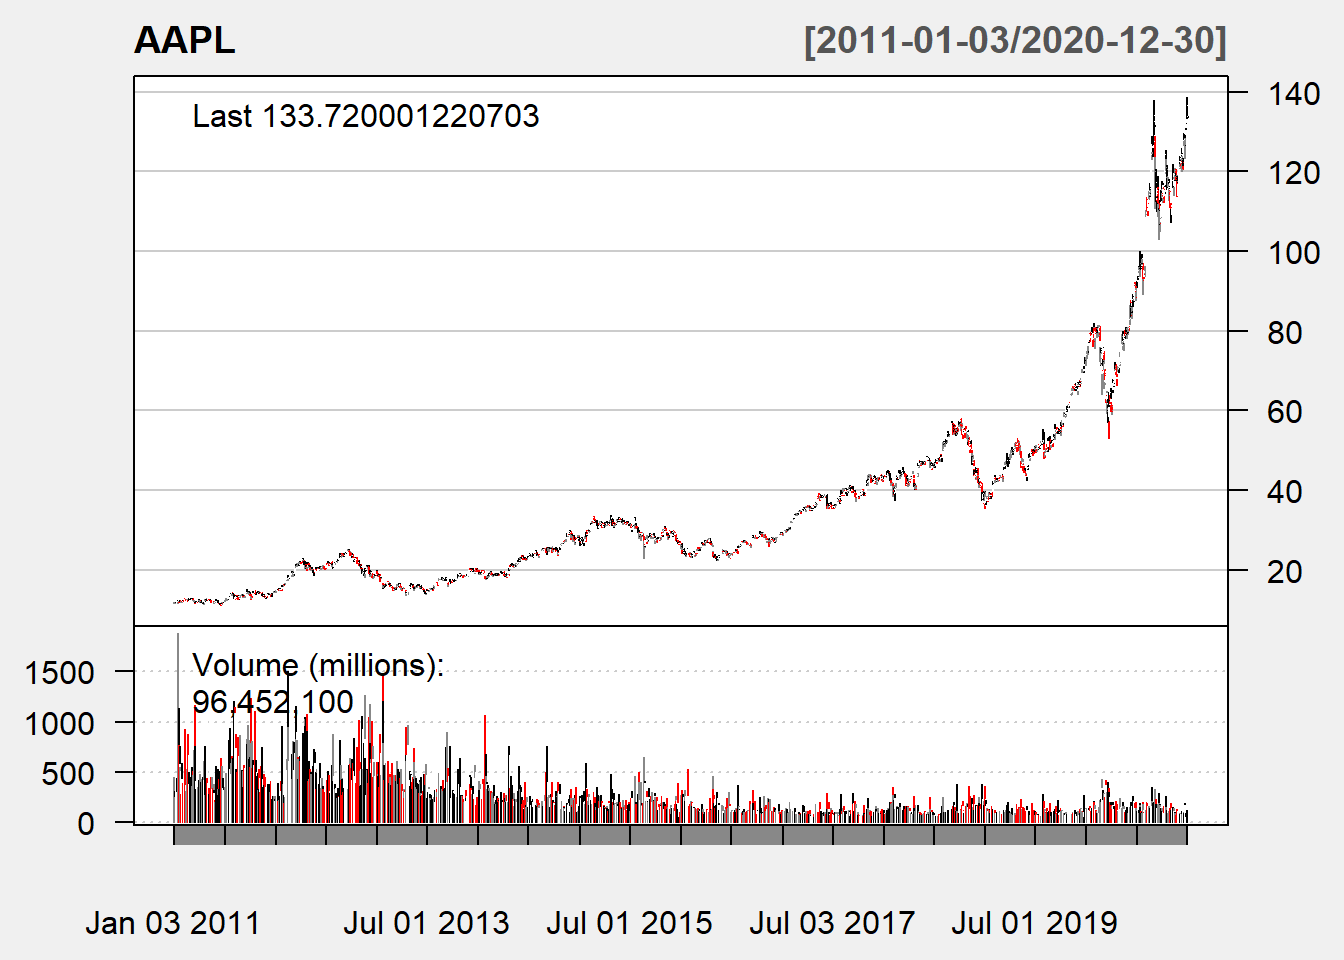 AAPL
[2011-01-03/2020-12-30]
Last 133.720001220703
140
120
100
80
60
40
20
Volume (millions):
96,452,100
1500
1000
500
0
Jan 03 2011
Jul 01 2013
Jul 01 2015
Jul 03 2017
Jul 01 2019